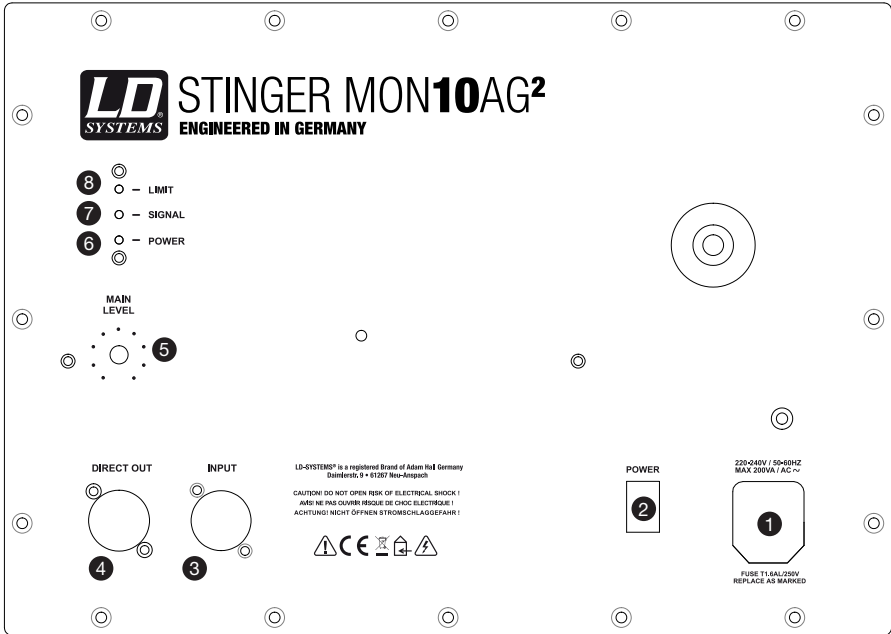 LD
SYSTEMS
STINGER MON10AG²
ENGINEERED IN GERMANY
8
LIMIT
7
SIGNAL
6
POWER
MAIN
LEVEL
5
DIRECT OUT
INPUT
4
3
LD-SYSTEMS® is a registered Brand of Adam Hall Germany
Daimlerstr. 9 • 61267 Neu-Anspach
CAUTION! DO NOT OPEN RISK OF ELECTRICAL SHOCK !
AVIS! NE PAS OUVRIR RISQUE DE CHOC ELECTRIQUE !
ACHTUNG! NICHT ÖFFNEN STROMSCHLAGGEFAHR !
CE
POWER
2
220-240V / 50-60HZ
MAX 200VA / AC ~
1
FUSE T1.6AL/250V
REPLACE AS MARKED